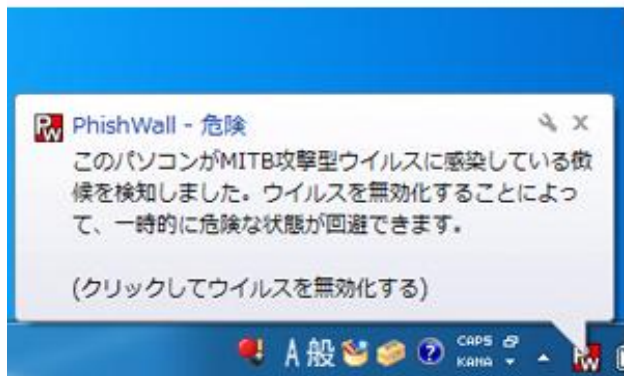 PhishWall - 危険
このパソコンがMITB攻撃型ウイルスに感染している徴
候を検知しました。ウイルスを無効化することによっ
て、一時的に危険な状態が回避できます。
(クリックしてウイルスを無効化する)
A 般 ? CAPS
KANA
PW